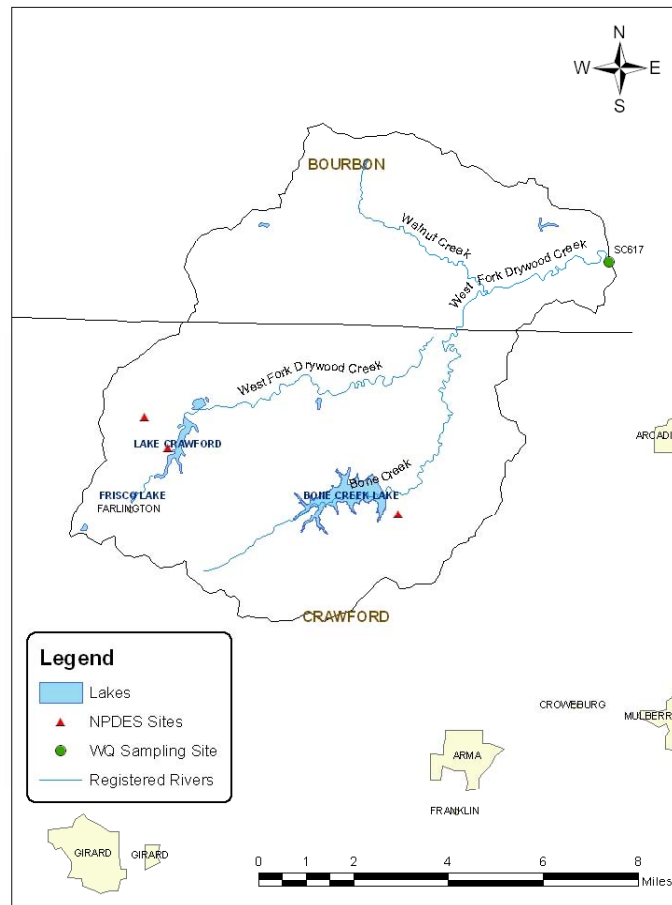 N
W E
S
BOURBON
Walnut Creek
SC617
West Fork Drywood Creek
West Fork Drywood Creek
ARCADI
LAKE CRAWFORD
Bone Creek
FRISCO LAKE
BONE CREEK LAKE
FARLINGTON
CRAWFORD
Legend
Lakes
NPDES Sites
WQ Sampling Site
Registered Rivers
CROWEBURG
MULBERR
ARMA
FRANKLIN
GIRARD
GIRARD
0 2 4 6 8
Miles